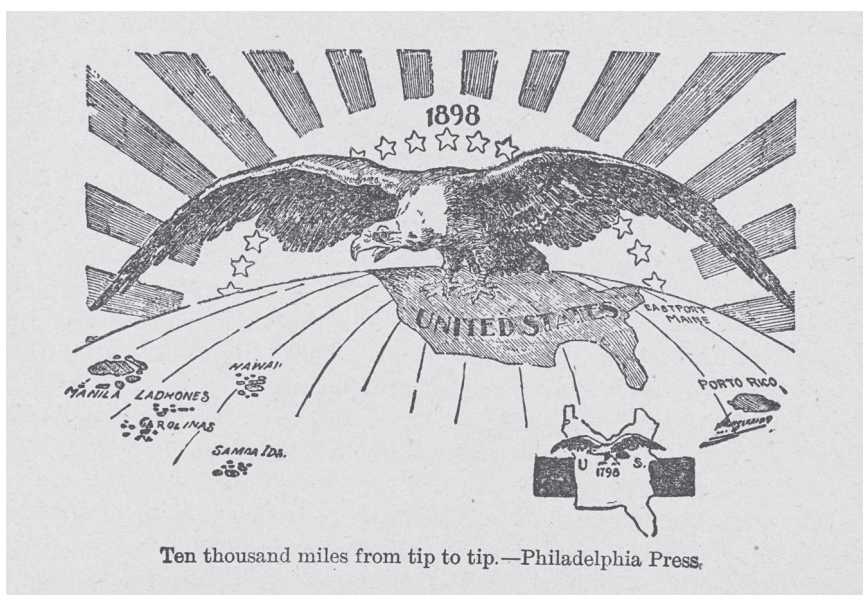 1898
UNITED STATES
EASTPORT
MAINE
MANILA
LADRONES
CAROLINAS
HAWAII
SAMOA IDS.
PORTO RICO
U S.
1798
Ten thousand miles from tip to tip.—Philadelphia Press.